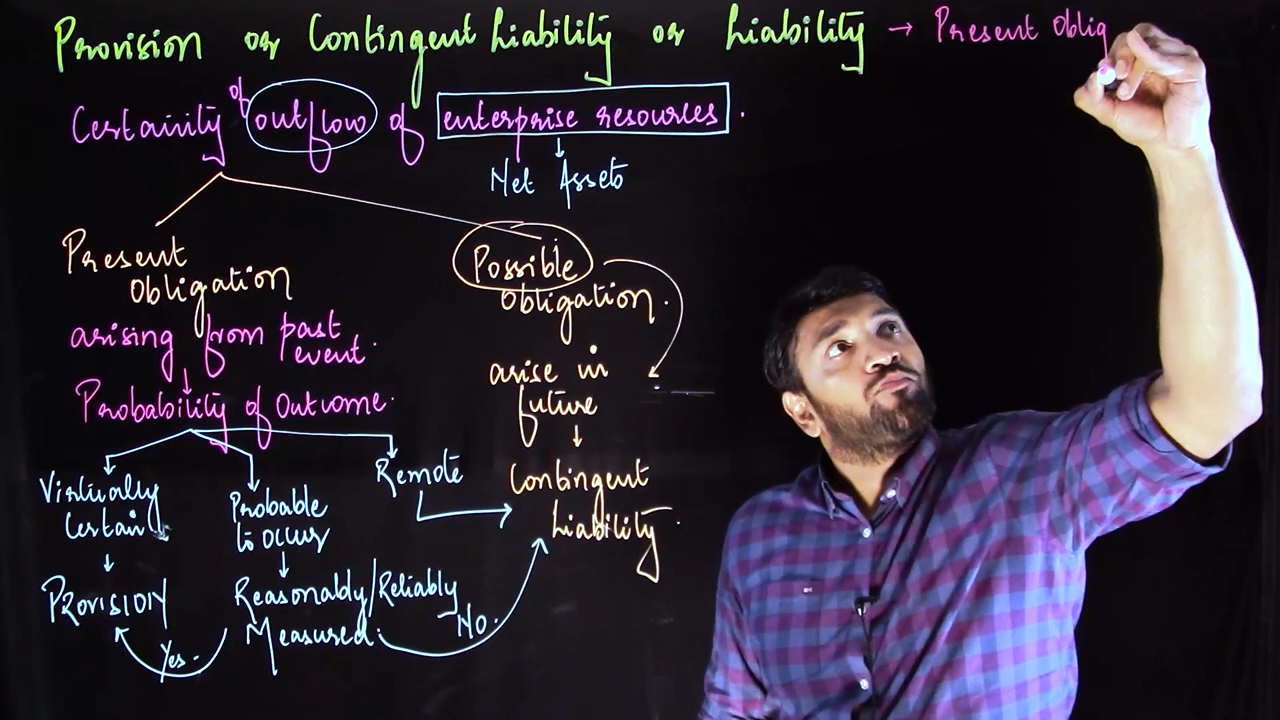 Provision or Contingent Liability or Liability → Present Oblig
Certainity of outflow of enterprise resources.
↓
Net Assets
Present
Obligation
arising from past
event.
↓
Probability of Outcome.
Virtually
Certain
↓
PROVISION
Probable
to occur
↓
Reasonably/Reliably
Measured.
Yes.
No.
Remote
Possible
Obligation.
arise in
future
↓
Contingent
Liability.